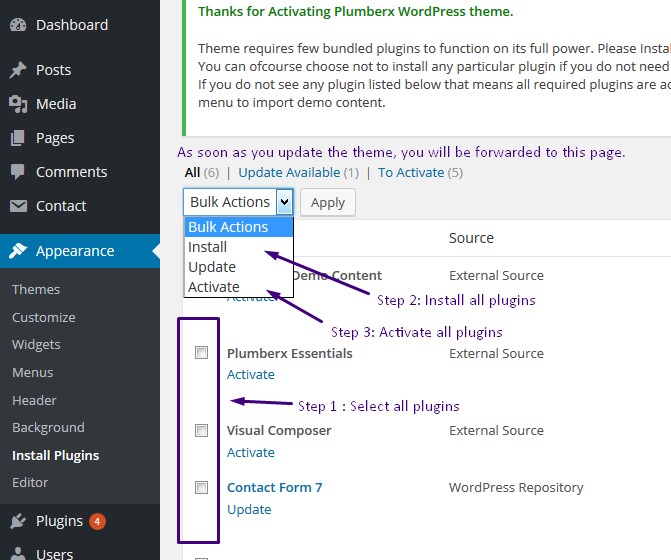 Dashboard
Posts
Media
Pages
Comments
Contact
Appearance
Themes
Customize
Widgets
Menus
Header
Background
Install Plugins
Editor
Plugins 4
Users
Thanks for Activating Plumberx WordPress theme.
Theme requires few bundled plugins to function on its full power. Please Instal
You can ofcourse choose not to install any particular plugin if you do not need
If you do not see any plugin listed below that means all required plugins are ac
menu to import demo content.
As soon as you update the theme, you will be forwarded to this page.
All (6) | Update Available (1) | To Activate (5)
Bulk Actions Apply
Bulk Actions
Install
Update
Activate
Source
Demo Content External Source
Step 2: Install all plugins
Step 3: Activate all plugins
Plumberx Essentials External Source
Activate
Step 1 : Select all plugins
Visual Composer External Source
Activate
Contact Form 7 WordPress Repository
Update